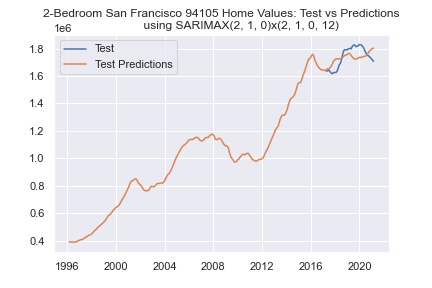 2-Bedroom San Francisco 94105 Home Values: Test vs Predictions
using SARIMAX(2, 1, 0)x(2, 1, 0, 12)
1e6
Test
Test Predictions
1.8
1.6
1.4
1.2
1.0
0.8
0.6
0.4
1996 2000 2004 2008 2012 2016 2020